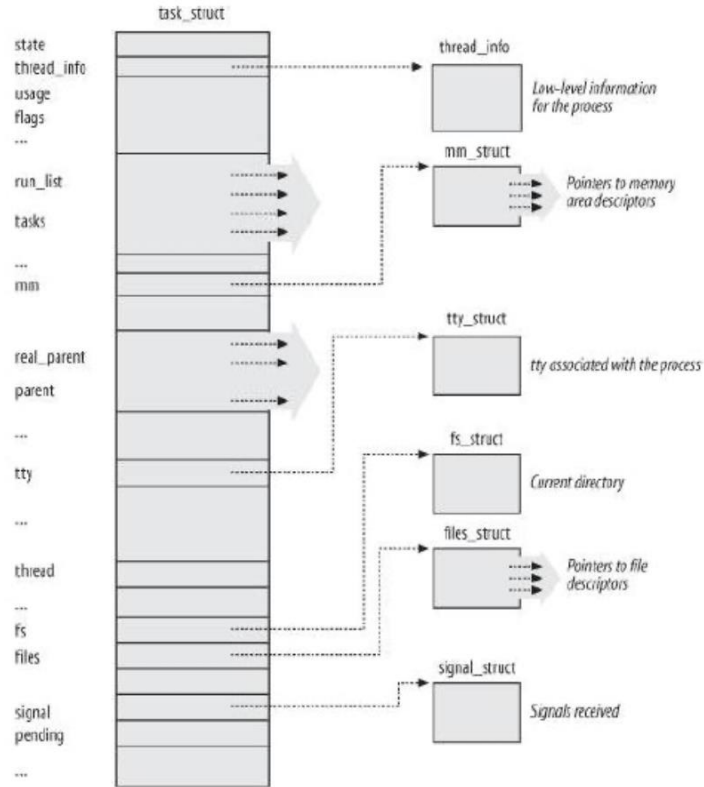 task_struct
state
thread_info
usage
flags
...
run_list
tasks
...
mm
real_parent
parent
...
tty
...
thread
...
fs
files
signal
pending
...
thread_info
Low-level information
for the process
mm_struct
Pointers to memory
area descriptors
tty_struct
tty associated with the process
fs_struct
Current directory
files_struct
Pointers to file
descriptors
signal_struct
Signals received